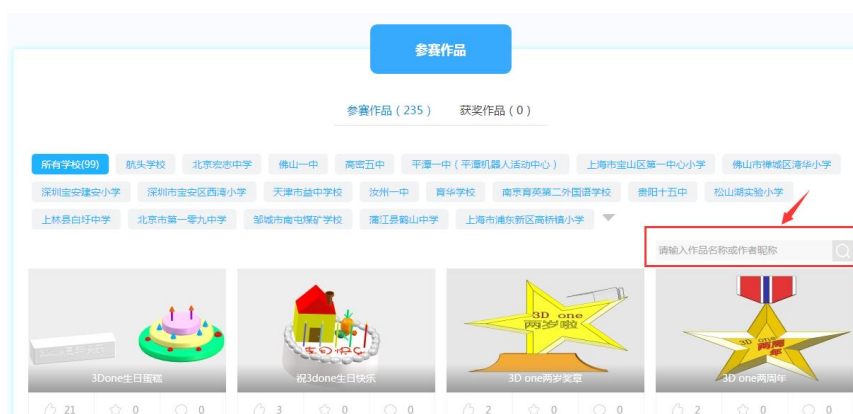 参赛作品
参赛作品 ( 235 ) 获奖作品 ( 0 )
所有学校(99) 航头学校 北京宏志中学 佛山一中 高密五中 平潭一中 ( 平潭机器人活动中心 ) 上海市宝山区第一中心小学 佛山市禅城区湾华小学
深圳宝安建安小学 深圳市宝安区西湾小学 天津市益中学校 汝州一中 育华学校 南京育英第二外国语学校 贵阳十五中 松山湖实验小学
上林县白圩中学 北京市第一零九中学 邹城市南屯煤矿学校 蒲江县鹤山中学 上海市浦东新区高桥镇小学
请输入作品名称或作者昵称
3D one
两岁啦
3D one
两周
年
3Done生日蛋糕 祝3done生日快乐 3D one两岁奖章 3D one两周年
21 0 0 3 0 0 2 0 0 2 0 0